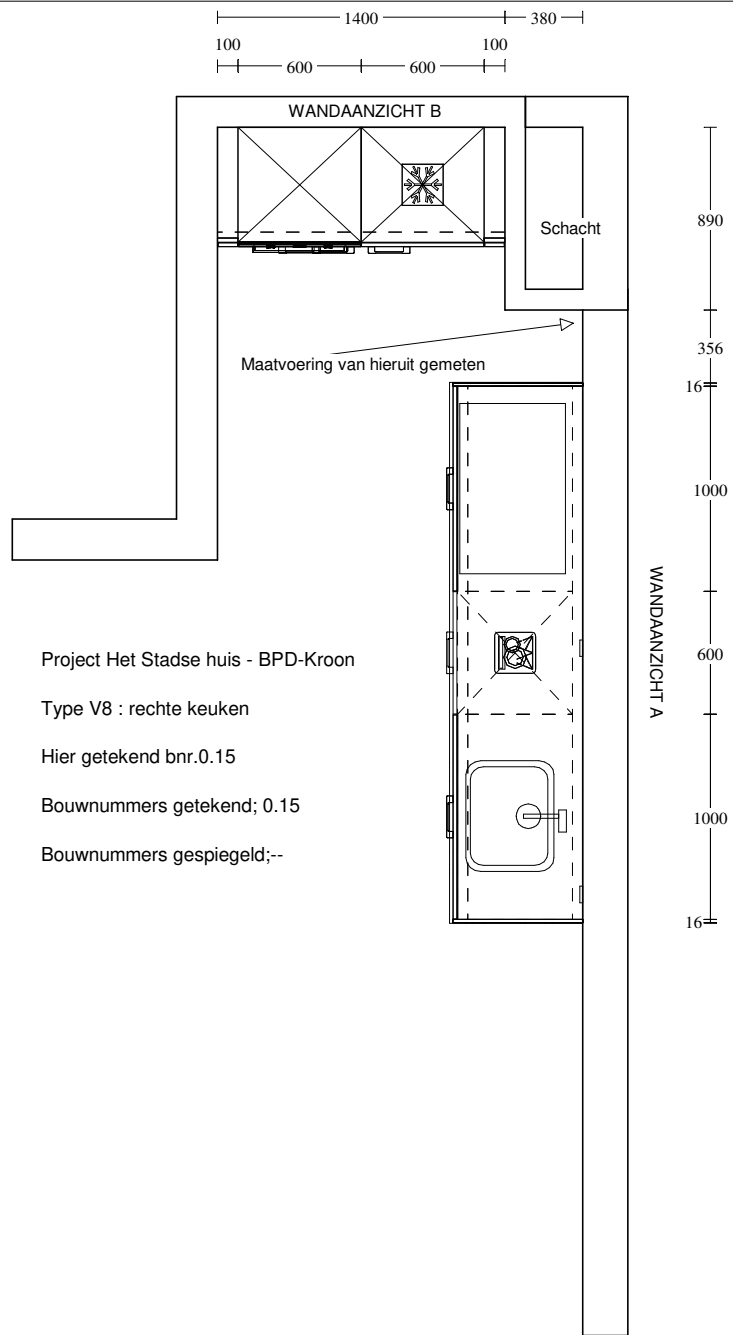 1400 380
100 100
600 600
WANDAANZICHT B
Schacht
890
Maatvoering van hieruit gemeten
356
16
1000
WANDAANZICHT A
600
Project Het Stadse huis - BPD-Kroon
Type V8 : rechte keuken
Hier getekend bnr.0.15
Bouwnummers getekend; 0.15
Bouwnummers gespiegeld;--
1000
16